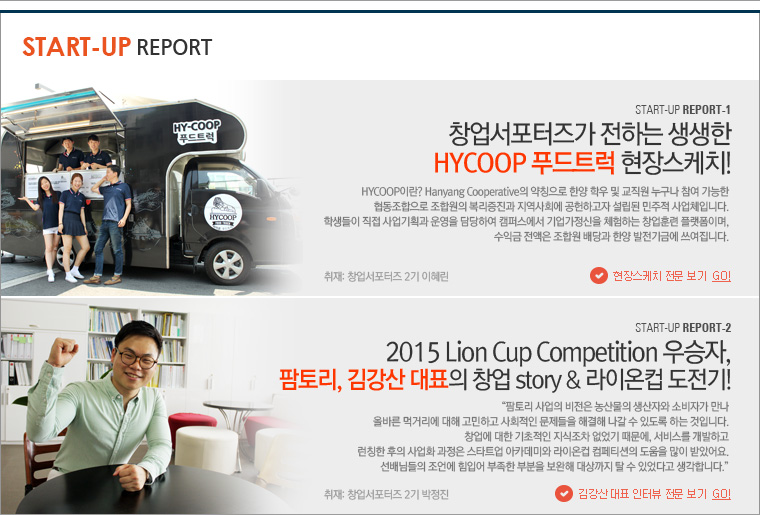 START-UP REPORT
HY-COOP
푸드트럭
HYCOOP
START-UP REPORT-1
창업서포터즈가 전하는 생생한
HYCOOP 푸드트럭 현장스케치!
HYCOOP이란? Hanyang Cooperative의 약칭으로 한양 학우 및 교직원 누구나 참여 가능한
협동조합으로 조합원의 복리증진과 지역사회에 공헌하고자 설립된 민주적 사업체입니다.
학생들이 직접 사업기획과 운영을 담당하여 캠퍼스에서 기업가정신을 체험하는 창업훈련 플랫폼이며,
수익금 전액은 조합원 배당과 한양 발전기금에 쓰여집니다.
취재: 창업서포터즈 2기 이혜린
현장스케치 전문 보기 GO!
START-UP REPORT-2
2015 Lion Cup Competition 우승자,
팜토리, 김강산 대표의 창업 story & 라이온컵 도전기!
“팜토리 사업의 비전은 농산물의 생산자와 소비자가 만나
올바른 먹거리에 대해 고민하고 사회적인 문제들을 해결해 나갈 수 있도록 하는 것입니다.
창업에 대한 기초적인 지식조차 없었기 때문에, 서비스를 개발하고
런칭한 후의 사업화 과정은 스타트업 아카데미와 라이온컵 컴페티션의 도움을 많이 받았어요.
선배님들의 조언에 힘입어 부족한 부분을 보완해 대상까지 탈 수 있었다고 생각합니다.”
취재: 창업서포터즈 2기 박정진
김강산 대표 인터뷰 전문 보기 GO!